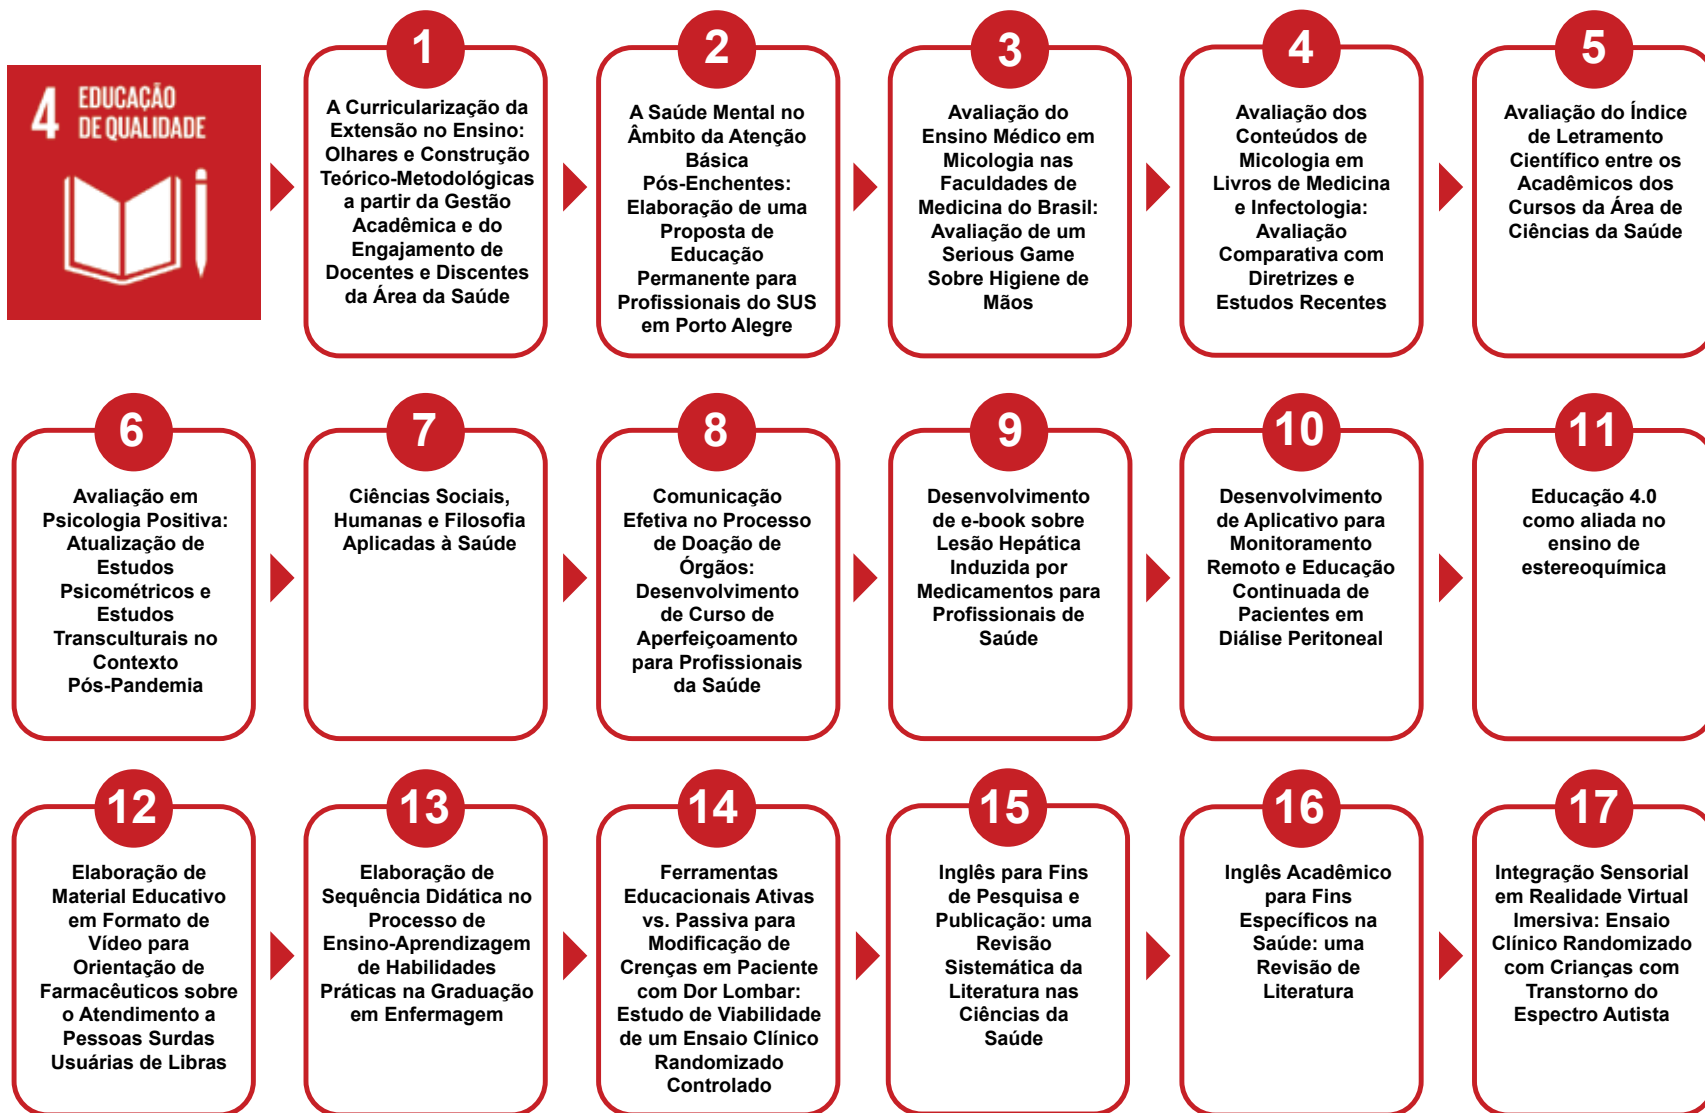 4 EDUCAÇÃO
DE QUALIDADE
1
A Curricularização da
Extensão no Ensino:
Olhares e Construção
Teórico-Metodológicas
a partir da Gestão
Acadêmica e do
Engajamento de
Docentes e Discentes
da Área da Saúde
2
A Saúde Mental no
Âmbito da Atenção
Básica
Pós-Enchentes:
Elaboração de uma
Proposta de
Educação
Permanente para
Profissionais do SUS
em Porto Alegre
3
Avaliação do
Ensino Médico em
Micologia nas
Faculdades de
Medicina do Brasil:
Avaliação de um
Serious Game
Sobre Higiene de
Mãos
4
Avaliação dos
Conteúdos de
Micologia em
Livros de Medicina
e Infectologia:
Avaliação
Comparativa com
Diretrizes e
Estudos Recentes
5
Avaliação do Índice
de Letramento
Científico entre os
Acadêmicos dos
Cursos da Área de
Ciências da Saúde
6
Avaliação em
Psicologia Positiva:
Atualização de
Estudos
Psicométricos e
Estudos
Transculturais no
Contexto
Pós-Pandemia
7
Ciências Sociais,
Humanas e Filosofia
Aplicadas à Saúde
8
Comunicação
Efetiva no Processo
de Doação de
Órgãos:
Desenvolvimento
de Curso de
Aperfeiçoamento
para Profissionais
da Saúde
9
Desenvolvimento
de e-book sobre
Lesão Hepática
Induzida por
Medicamentos para
Profissionais de
Saúde
10
Desenvolvimento
de Aplicativo para
Monitoramento
Remoto e Educação
Continuada de
Pacientes em
Diálise Peritoneal
11
Educação 4.0
como aliada no
ensino de
estereoquímica
12
Elaboração de
Material Educativo
em Formato de
Vídeo para
Orientação de
Farmacêuticos sobre
o Atendimento a
Pessoas Surdas
Usuárias de Libras
13
Elaboração de
Sequência Didática no
Processo de
Ensino-Aprendizagem
de Habilidades
Práticas na Graduação
em Enfermagem
14
Ferramentas
Educacionais Ativas
vs. Passiva para
Modificação de
Crenças em Paciente
com Dor Lombar:
Estudo de Viabilidade
de um Ensaio Clínico
Randomizado
Controlado
15
Inglês para Fins
de Pesquisa e
Publicação: uma
Revisão
Sistemática da
Literatura nas
Ciências da
Saúde
16
Inglês Acadêmico
para Fins
Específicos na
Saúde: uma
Revisão de
Literatura
17
Integração Sensorial
em Realidade Virtual
Imersiva: Ensaio
Clínico Randomizado
com Crianças com
Transtorno do
Espectro Autista